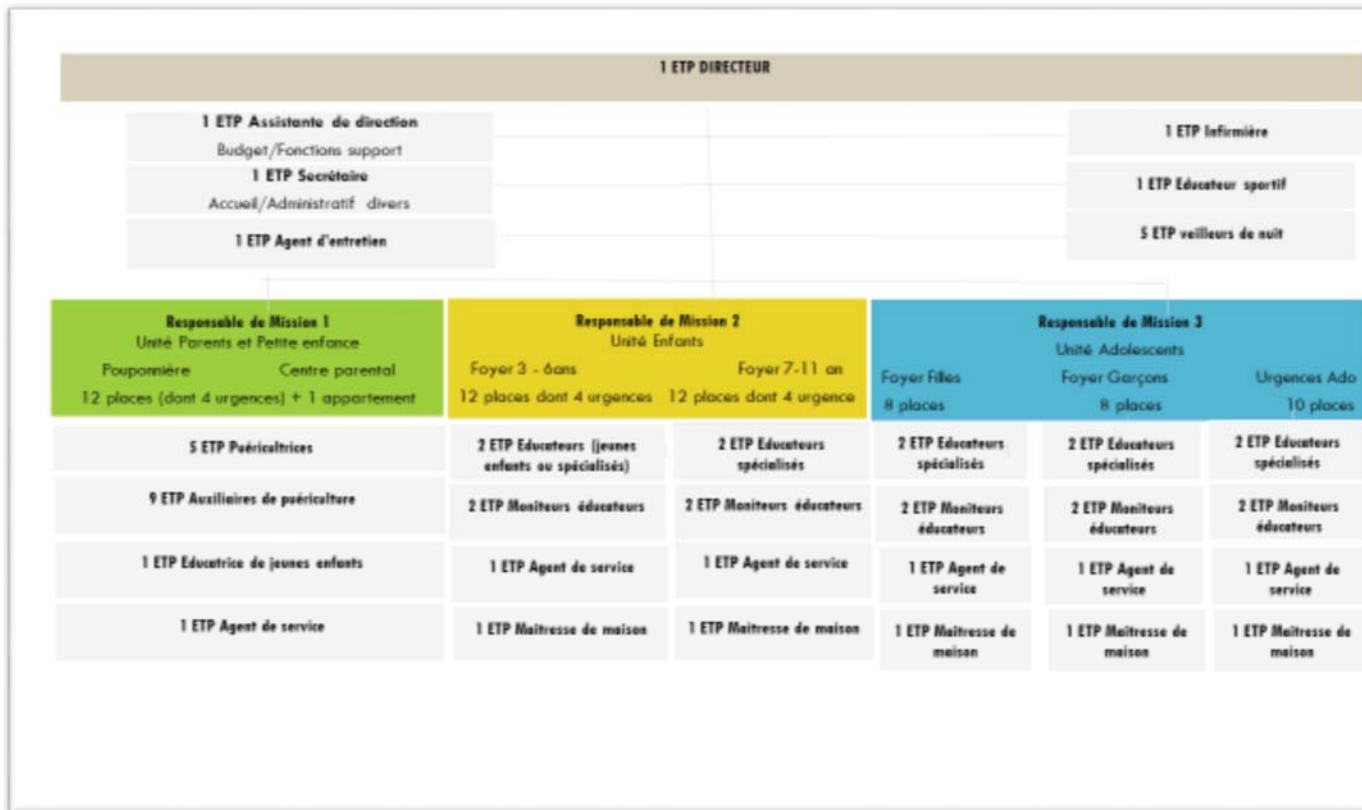 1 ETP DIRECTEUR
1 ETP Assistante de direction
Budget/Fonctions support
1 ETP Secrétaire
Accueil/Administratif divers
1 ETP Agent d'entretien
1 ETP Infirmière
1 ETP Educateur sportif
5 ETP veilleurs de nuit
Responsable de Mission 1
Unité Parents et Petite enfance
Pouponnière Centre parental
12 places (dont 4 urgences) + 1 appartement
5 ETP Puéricultrices
9 ETP Auxiliaires de puériculture
1 ETP Educatrice de jeunes enfants
1 ETP Agent de service
Responsable de Mission 2
Unité Enfants
Foyer 3 - 6ans Foyer 7-11 an
12 places dont 4 urgences 12 places dont 4 urgence
2 ETP Educateurs (jeunes
enfants ou spécialisés)
2 ETP Moniteurs éducateurs
1 ETP Agent de service
1 ETP Maîtresse de maison
2 ETP Educateurs
spécialisés
2 ETP Moniteurs éducateurs
1 ETP Agent de service
1 ETP Maîtresse de maison
Responsable de Mission 3
Unité Adolescents
Foyer Filles Foyer Garçons Urgences Ado
8 places 8 places 10 places
2 ETP Educateurs
spécialisés
2 ETP Moniteurs
éducateurs
1 ETP Agent de
service
1 ETP Maîtresse de
maison
2 ETP Educateurs
spécialisés
2 ETP Moniteurs
éducateurs
1 ETP Agent de
service
1 ETP Maîtresse de
maison
2 ETP Educateurs
spécialisés
2 ETP Moniteurs
éducateurs
1 ETP Agent de
service
1 ETP Maîtresse de
maison